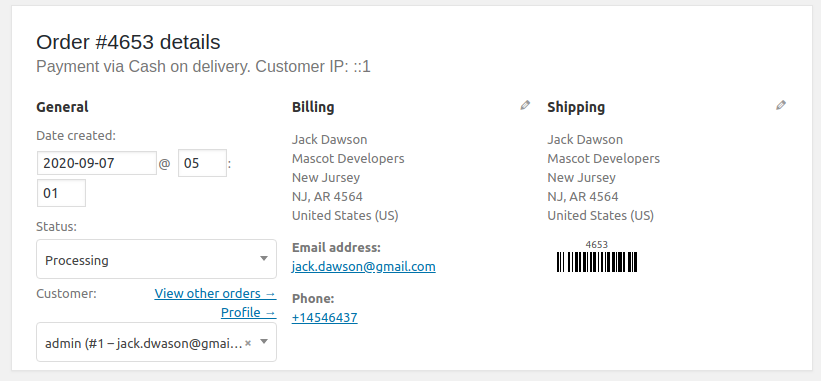 Order #4653 details
Payment via Cash on delivery. Customer IP: ::1
General
Date created:
2020-09-07 @ 05 :
01
Status:
Processing
Customer: View other orders →
Profile →
admin (#1 – jack.dwason@gmai... × 
Billing
Jack Dawson
Mascot Developers
New Jursey
NJ, AR 4564
United States (US)
Email address:
jack.dawson@gmail.com
Phone:
+14546437
Shipping
Jack Dawson
Mascot Developers
New Jursey
NJ, AR 4564
United States (US)
4653